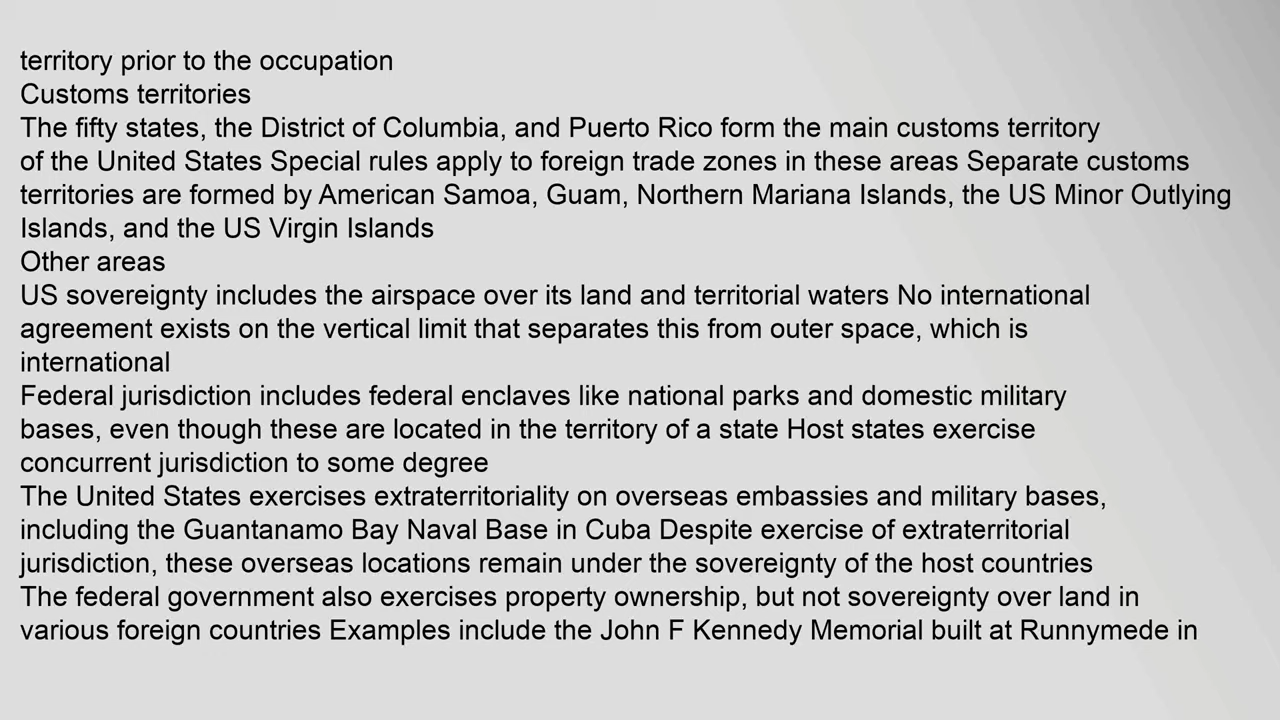 territory prior to the occupation
Customs territories
The fifty states, the District of Columbia, and Puerto Rico form the main customs territory
of the United States Special rules apply to foreign trade zones in these areas Separate customs
territories are formed by American Samoa, Guam, Northern Mariana Islands, the US Minor Outlying
Islands, and the US Virgin Islands
Other areas
US sovereignty includes the airspace over its land and territorial waters No international
agreement exists on the vertical limit that separates this from outer space, which is
international
Federal jurisdiction includes federal enclaves like national parks and domestic military
bases, even though these are located in the territory of a state Host states exercise
concurrent jurisdiction to some degree
The United States exercises extraterritoriality on overseas embassies and military bases,
including the Guantanamo Bay Naval Base in Cuba Despite exercise of extraterritorial
jurisdiction, these overseas locations remain under the sovereignty of the host countries
The federal government also exercises property ownership, but not sovereignty over land in
various foreign countries Examples include the John F Kennedy Memorial built at Runnymede in